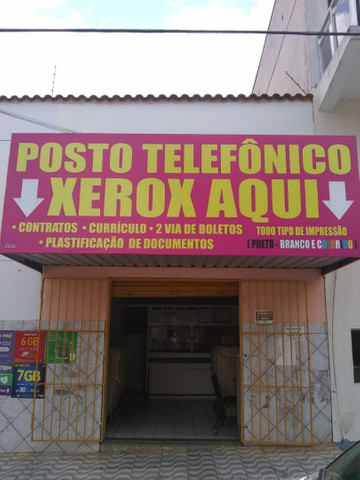 POSTO TELEFÔNICO
XEROX AQUI
• CONTRATOS • CURRÍCULO • 2 VIA DE BOLETOS
• PLASTIFICAÇÃO DE DOCUMENTOS
TODO TIPO DE IMPRESSÃO
( PRETO - BRANCO E COLORIDO )
6GB
7GB
30